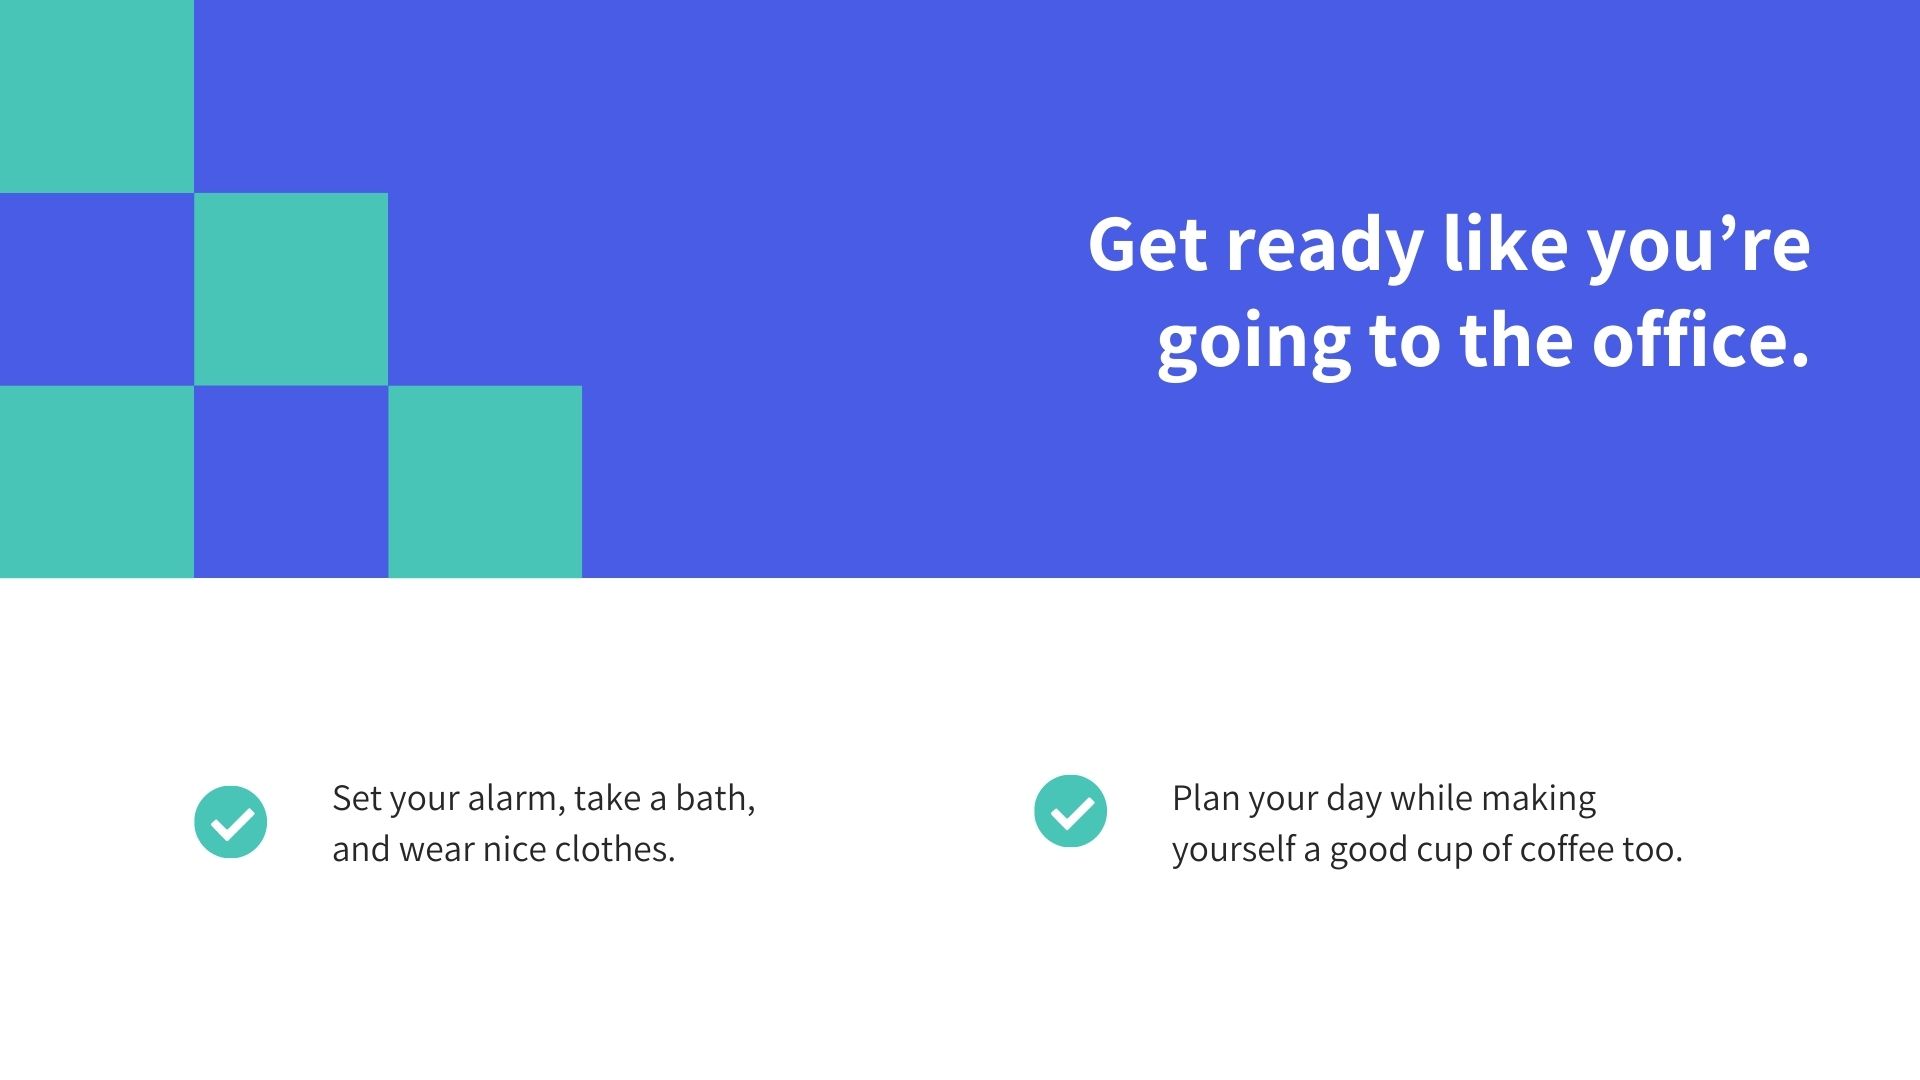 Get ready like you’re
going to the office.
Set your alarm, take a bath,
and wear nice clothes.
Plan your day while making
yourself a good cup of coffee too.